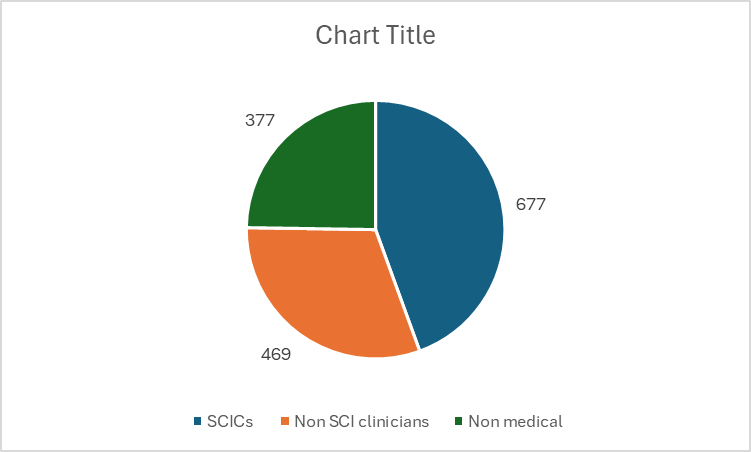 Chart Title
377
677
469
SCICs
Non SCI clinicians
Non medical